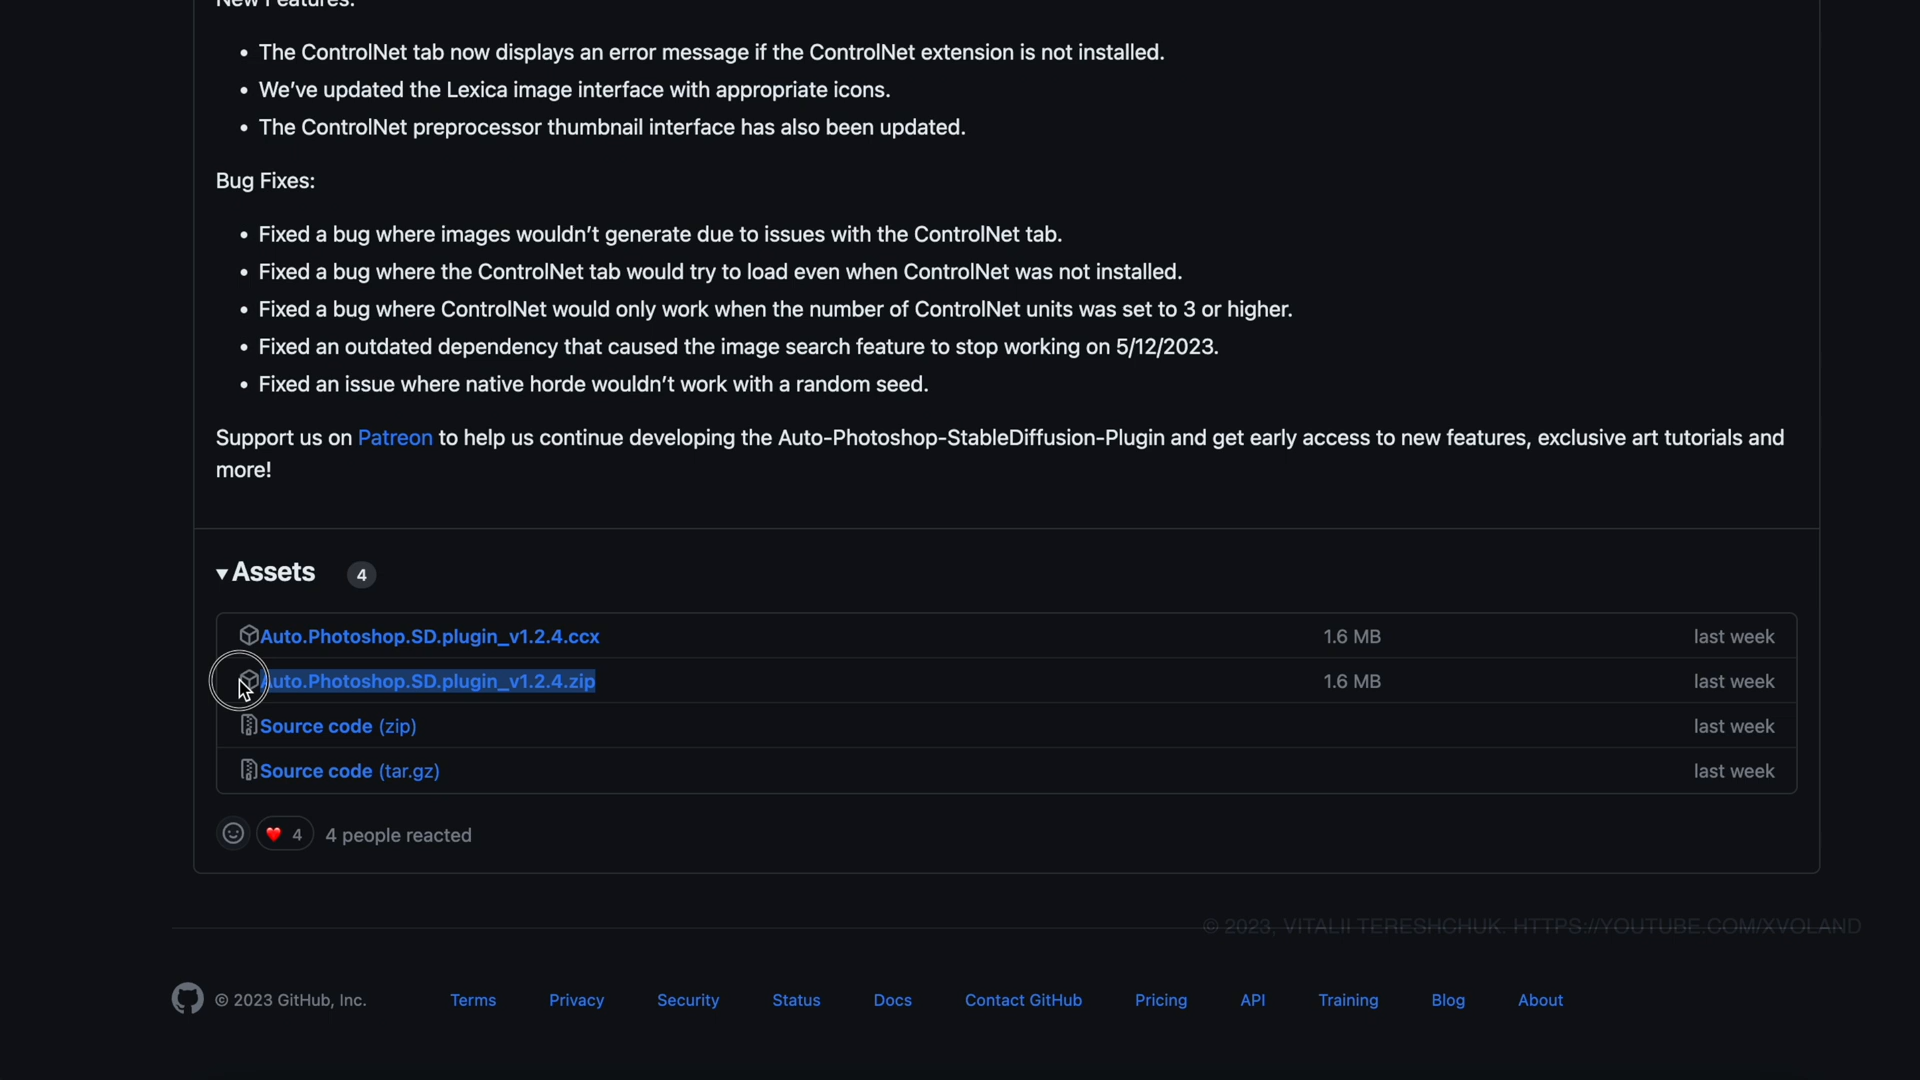 New Features:
• The ControlNet tab now displays an error message if the ControlNet extension is not installed.
• We've updated the Lexica image interface with appropriate icons.
• The ControlNet preprocessor thumbnail interface has also been updated.
Bug Fixes:
• Fixed a bug where images wouldn't generate due to issues with the ControlNet tab.
• Fixed a bug where the ControlNet tab would try to load even when ControlNet was not installed.
• Fixed a bug where ControlNet would only work when the number of ControlNet units was set to 3 or higher.
• Fixed an outdated dependency that caused the image search feature to stop working on 5/12/2023.
• Fixed an issue where native horde wouldn't work with a random seed.
Support us on Patreon to help us continue developing the Auto-Photoshop-StableDiffusion-Plugin and get early access to new features, exclusive art tutorials and
more!
Assets 4
Auto.Photoshop.SD.plugin_v1.2.4.ccx 1.6 MB last week
Auto.Photoshop.SD.plugin_v1.2.4.zip 1.6 MB last week
Source code (zip) last week
Source code (tar.gz) last week
4 4 people reacted
© 2023, VITALII TERESHCHUK. HTTPS://YOUTUBE.COM/XVOLAND
© 2023 GitHub, Inc. Terms Privacy Security Status Docs Contact GitHub Pricing API Training Blog About